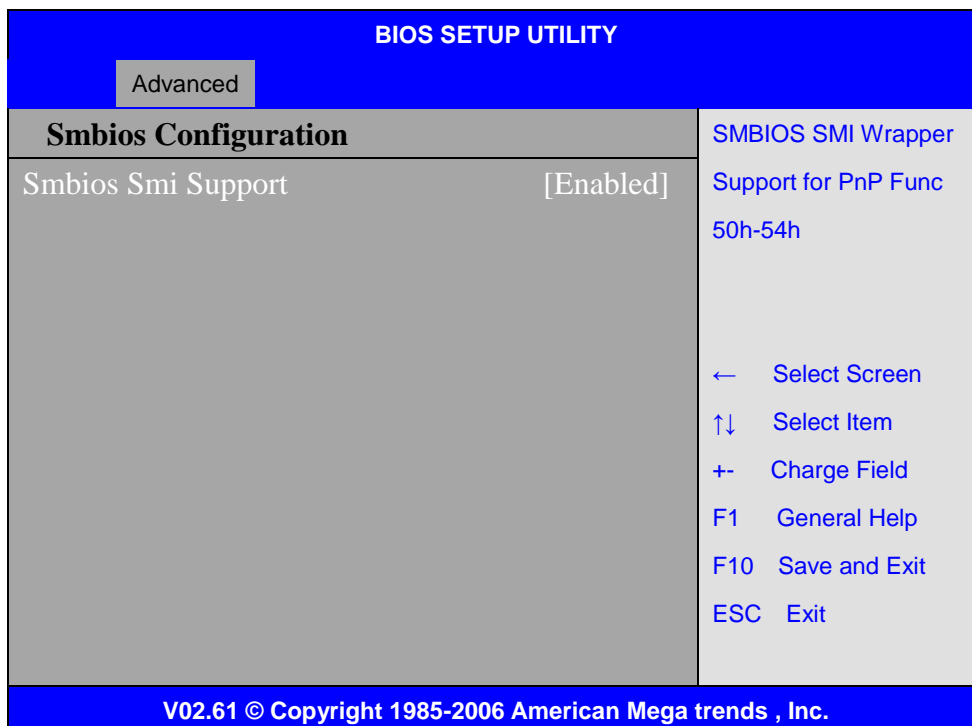 BIOS SETUP UTILITY
Advanced
Smbios Configuration
Smbios Smi Support [Enabled]
SMBIOS SMI Wrapper
Support for PnP Func
50h-54h
← Select Screen
↑↓ Select Item
+- Charge Field
F1 General Help
F10 Save and Exit
ESC Exit
V02.61 © Copyright 1985-2006 American Mega trends , Inc.